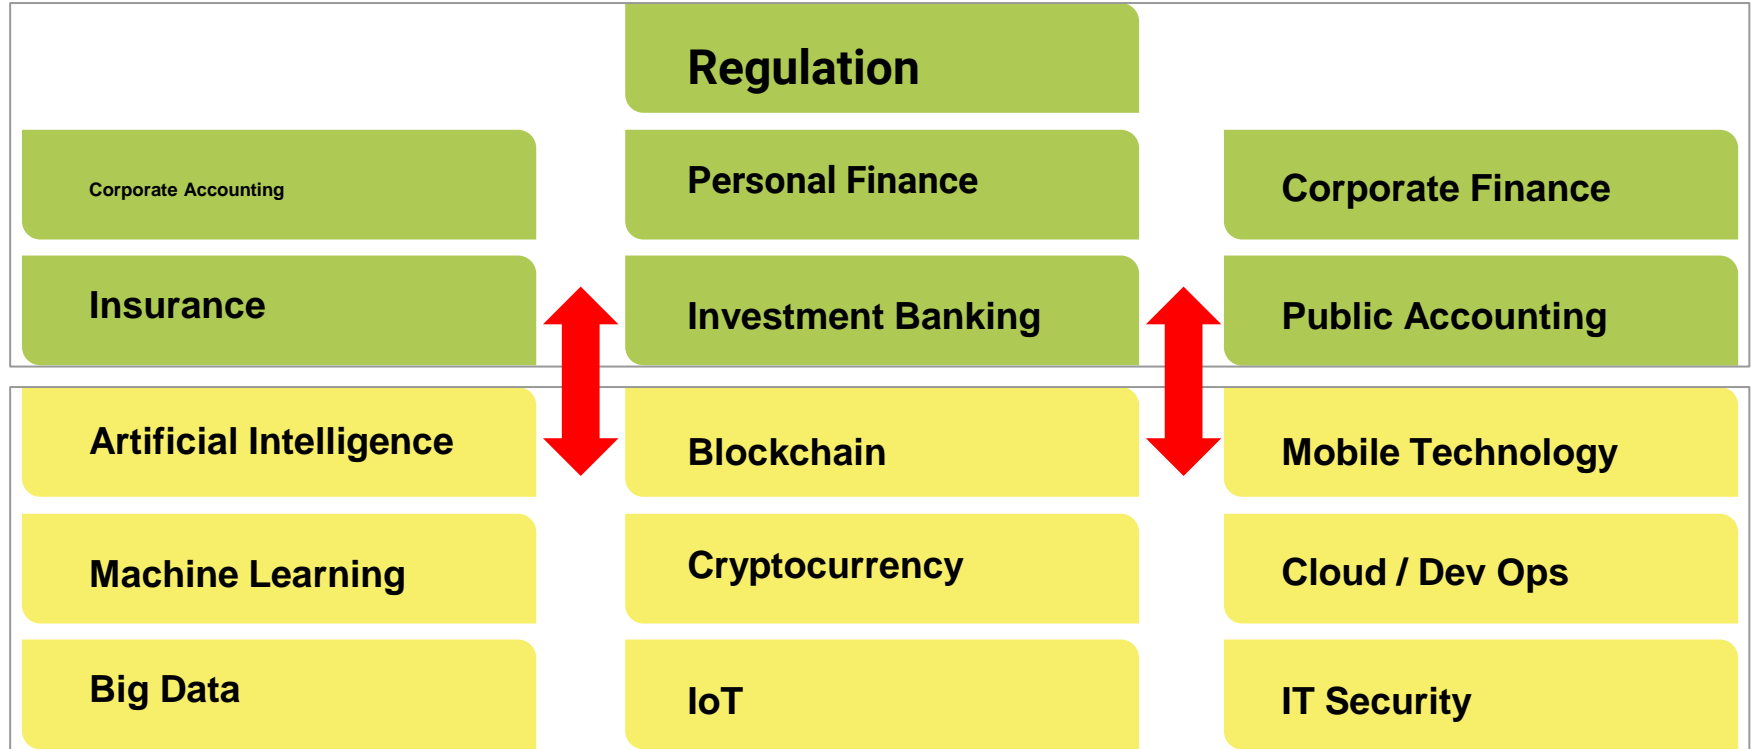 Regulation
Corporate Accounting
Personal Finance
Corporate Finance
Insurance
Investment Banking
Public Accounting
Artificial Intelligence
Blockchain
Mobile Technology
Machine Learning
Cryptocurrency
Cloud / Dev Ops
Big Data
IoT
IT Security